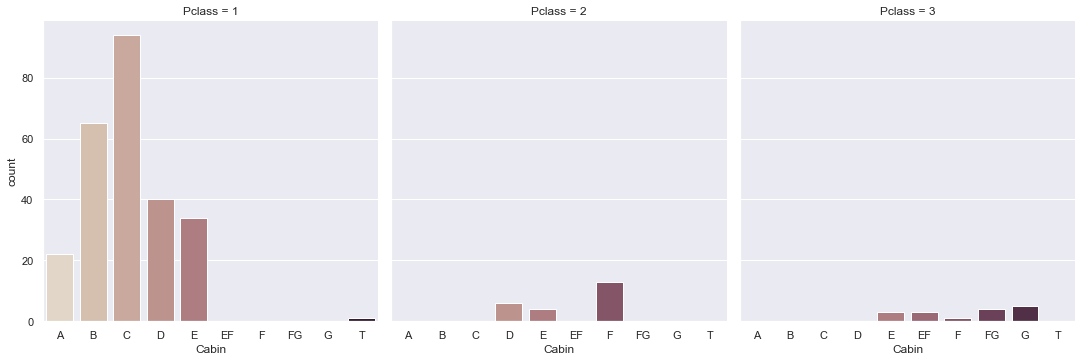 Pclass = 1 Pclass = 2 Pclass = 3
80
60
40
20
0
count
A B C D E EF F FG G T
Cabin
A B C D E EF F FG G T
Cabin
A B C D E EF F FG G T
Cabin